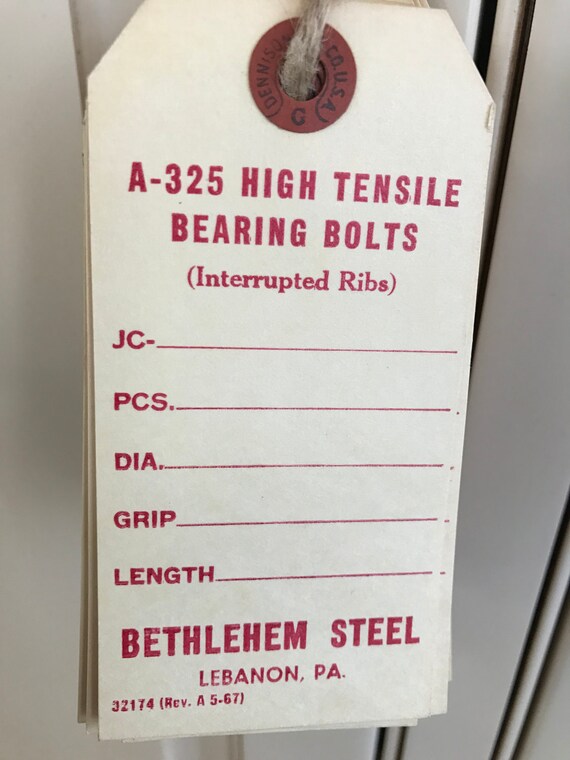 DENNISON CO. U.S.A
G
A-325 HIGH TENSILE
BEARING BOLTS
(Interrupted Ribs)
JC-
PCS.
DIA.
GRIP
LENGTH
BETHLEHEM STEEL
LEBANON, PA.
32174 (Rev. A 5-67)